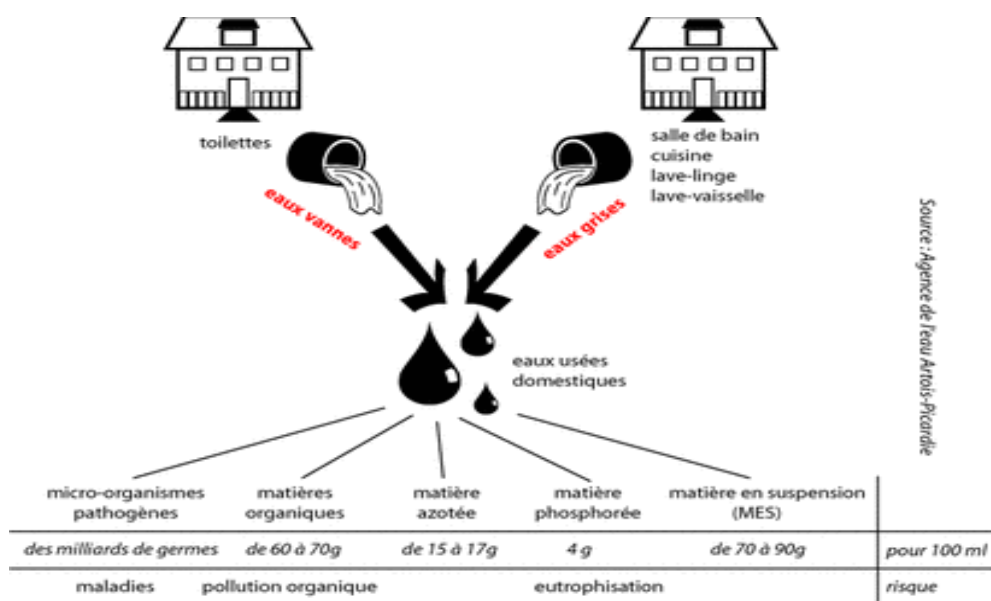 toilettes
salle de bain
cuisine
lave-linge
lave-vaisselle
eaux vannes
eaux grises
Source : Agence de l'eau Artois-Picardie
eaux usées
domestiques
micro-organismes
pathogènes
matières
organiques
matière
azotée
matière
phosphorée
matière en suspension
(MES)
des milliards de germes
de 60 à 70g
de 15 à 17g
4 g
de 70 à 90g
pour 100 ml
maladies
pollution organique
eutrophisation
risque